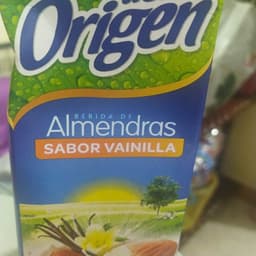 Origen
BEBIDA DE
Almendras
SABOR VAINILLA